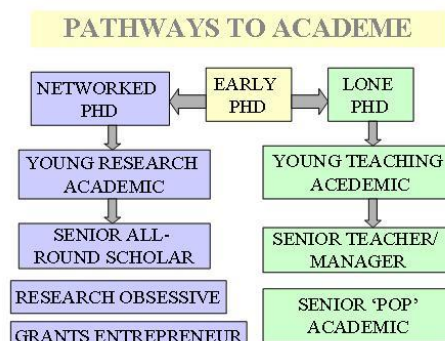 PATHWAYS TO ACADEME
NETWORKED
PHD
EARLY
PHD
LONE
PHD
YOUNG RESEARCH
ACADEMIC
YOUNG TEACHING
ACEDEMIC
SENIOR ALL-
ROUND SCHOLAR
SENIOR TEACHER/
MANAGER
RESEARCH OBSESSIVE
SENIOR 'POP'
ACADEMIC
GRANTS ENTREPRENEUR